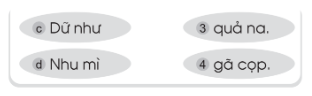 c Dữ như 3 quả na.
d Nhu mì 4 gã cọp.